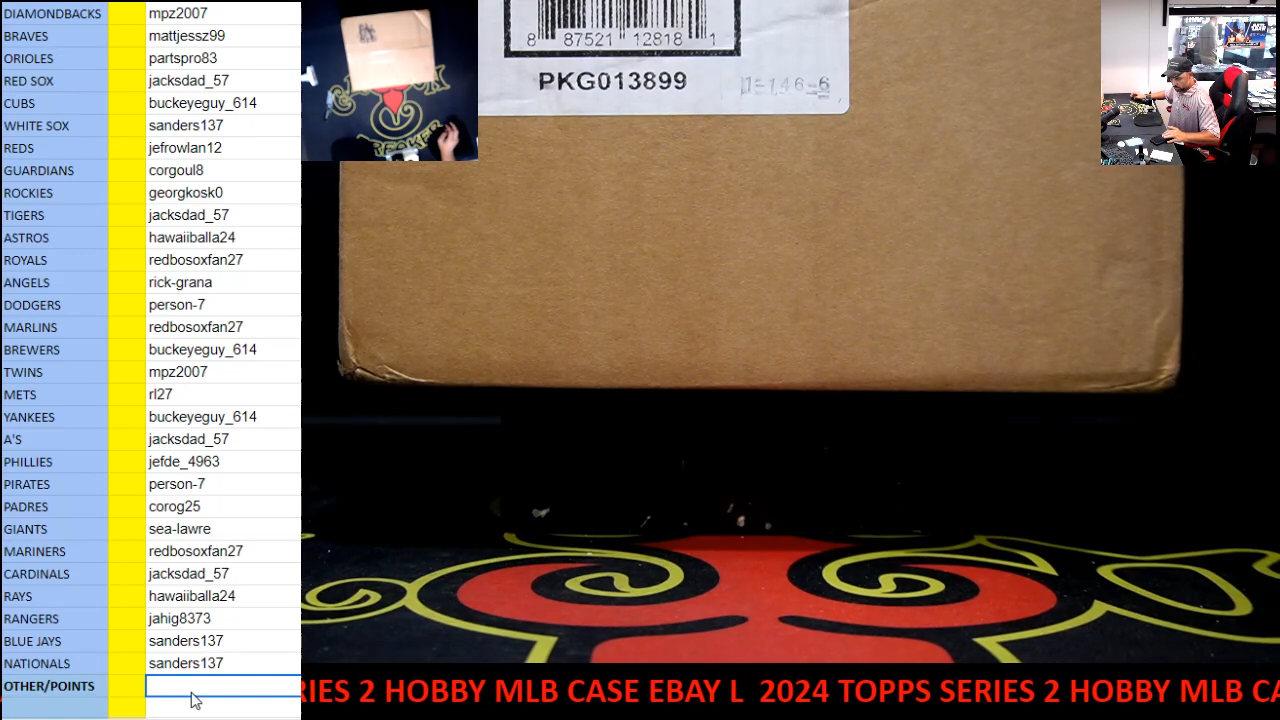 DIAMONDBACKS mpz2007
BRAVES mattjessz99
ORIOLES partspro83
RED SOX jacksdad_57
CUBS buckeyeguy_614
WHITE SOX sanders137
REDS jefrowlan12
GUARDIANS corgoul8
ROCKIES georgkosk0
TIGERS jacksdad_57
ASTROS hawaiiballa24
ROYALS redbosoxfan27
ANGELS rick-grana
DODGERS person-7
MARLINS redbosoxfan27
BREWERS buckeyeguy_614
TWINS mpz2007
METS rl27
YANKEES buckeyeguy_614
A'S jacksdad_57
PHILLIES jefde_4963
PIRATES person-7
PADRES corog25
GIANTS sea-lawre
MARINERS redbosoxfan27
CARDINALS jacksdad_57
RAYS hawaiiballa24
RANGERS jahig8373
BLUE JAYS sanders137
NATIONALS sanders137
OTHER/POINTS
BREAKER
8 87521 12818 1
PKG013899
RIES 2 HOBBY MLB CASE EBAY L 2024 TOPPS SERIES 2 HOBBY MLB CA